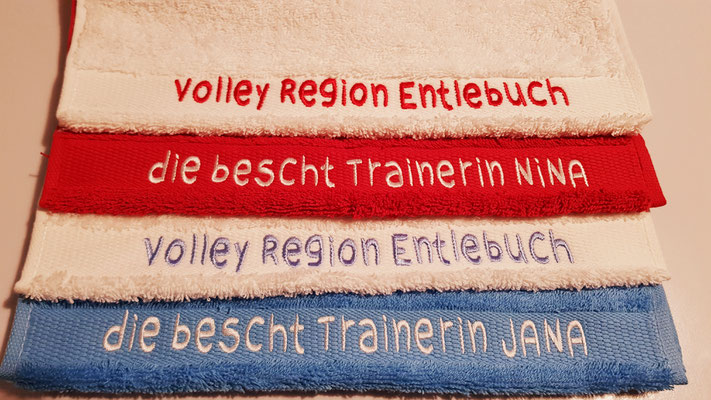 Volley Region Entlebuch
die bescht Trainerin NiNA
Volley Region Entlebuch
die bescht Trainerin JANA